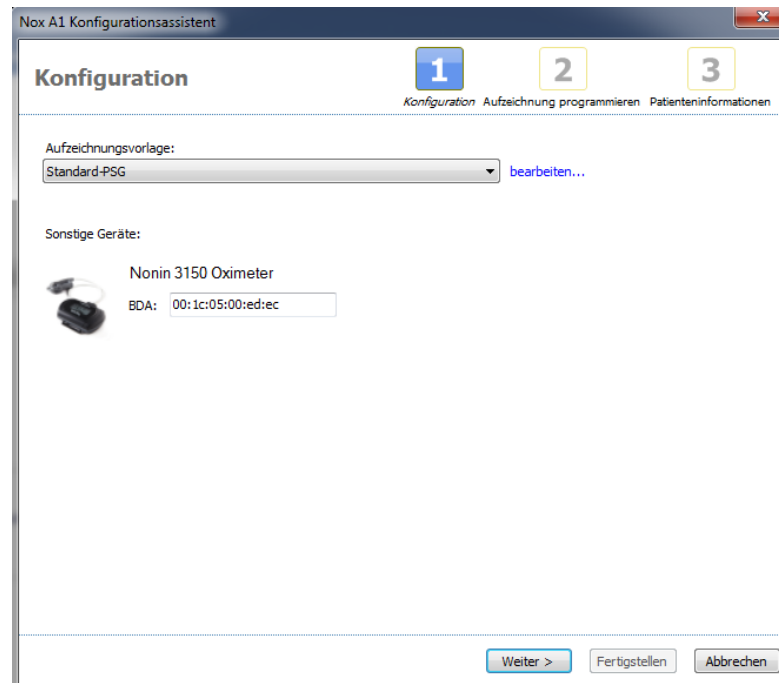 Nox A1 Konfigurationsassistent
Konfiguration
1
2
3
Konfiguration Aufzeichnung programmieren Patienteninformationen
Aufzeichnungsvorlage:
Standard-PSG bearbeiten...
Sonstige Geräte:
Nonin 3150 Oximeter
BDA: 00:1c:05:00:ed:ec
Weiter > Fertigstellen Abbrechen